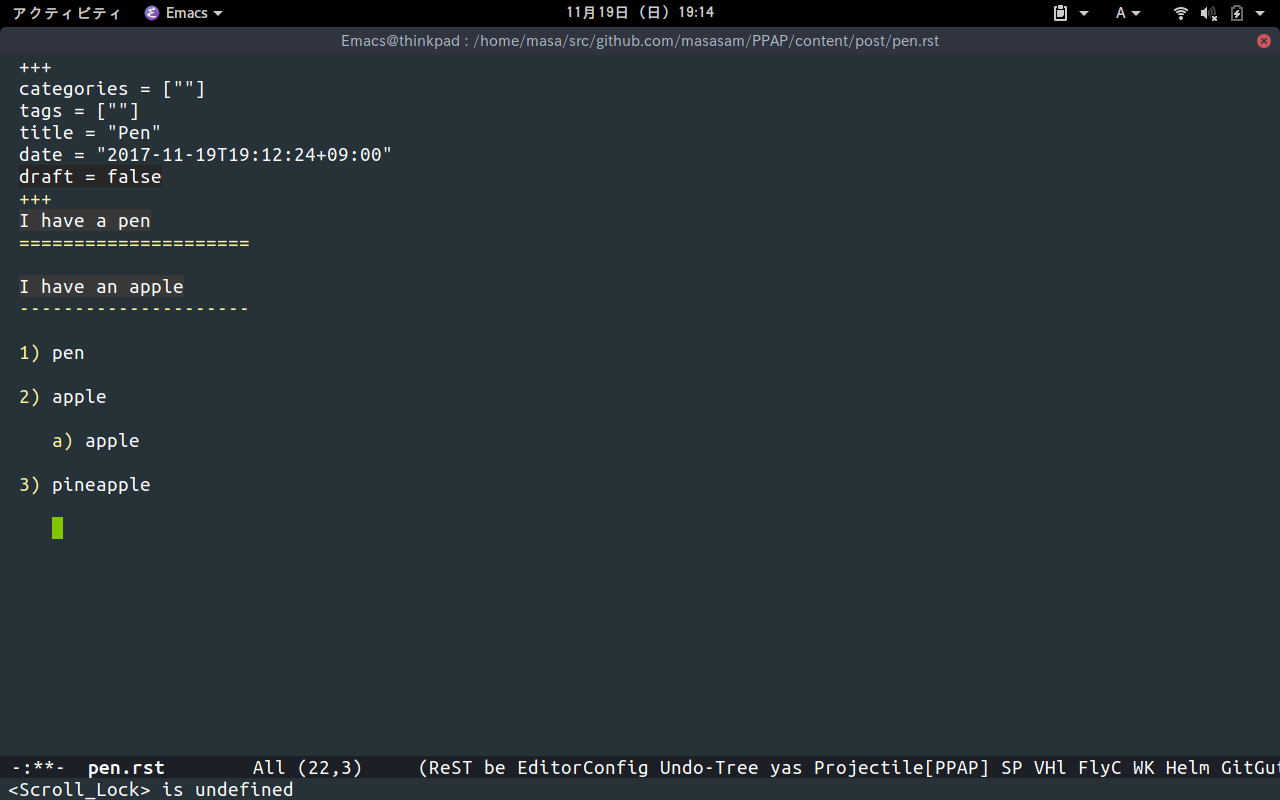 アクティビティ Emacs 11月19日 (日) 19:14 A
Emacs@thinkpad : /home/masa/src/github.com/masasam/PPAP/content/post/pen.rst
+++
categories = [""]
tags = [""]
title = "Pen"
date = "2017-11-19T19:12:24+09:00"
draft = false
+++
I have a pen
=====================
I have an apple
---------------------
1) pen
2) apple
a) apple
3) pineapple
-:**- pen.rst All (22,3) (ReST be EditorConfig Undo-Tree yas Projectile[PPAP] SP VHl FlyC WK Helm GitGut
<Scroll_Lock> is undefined